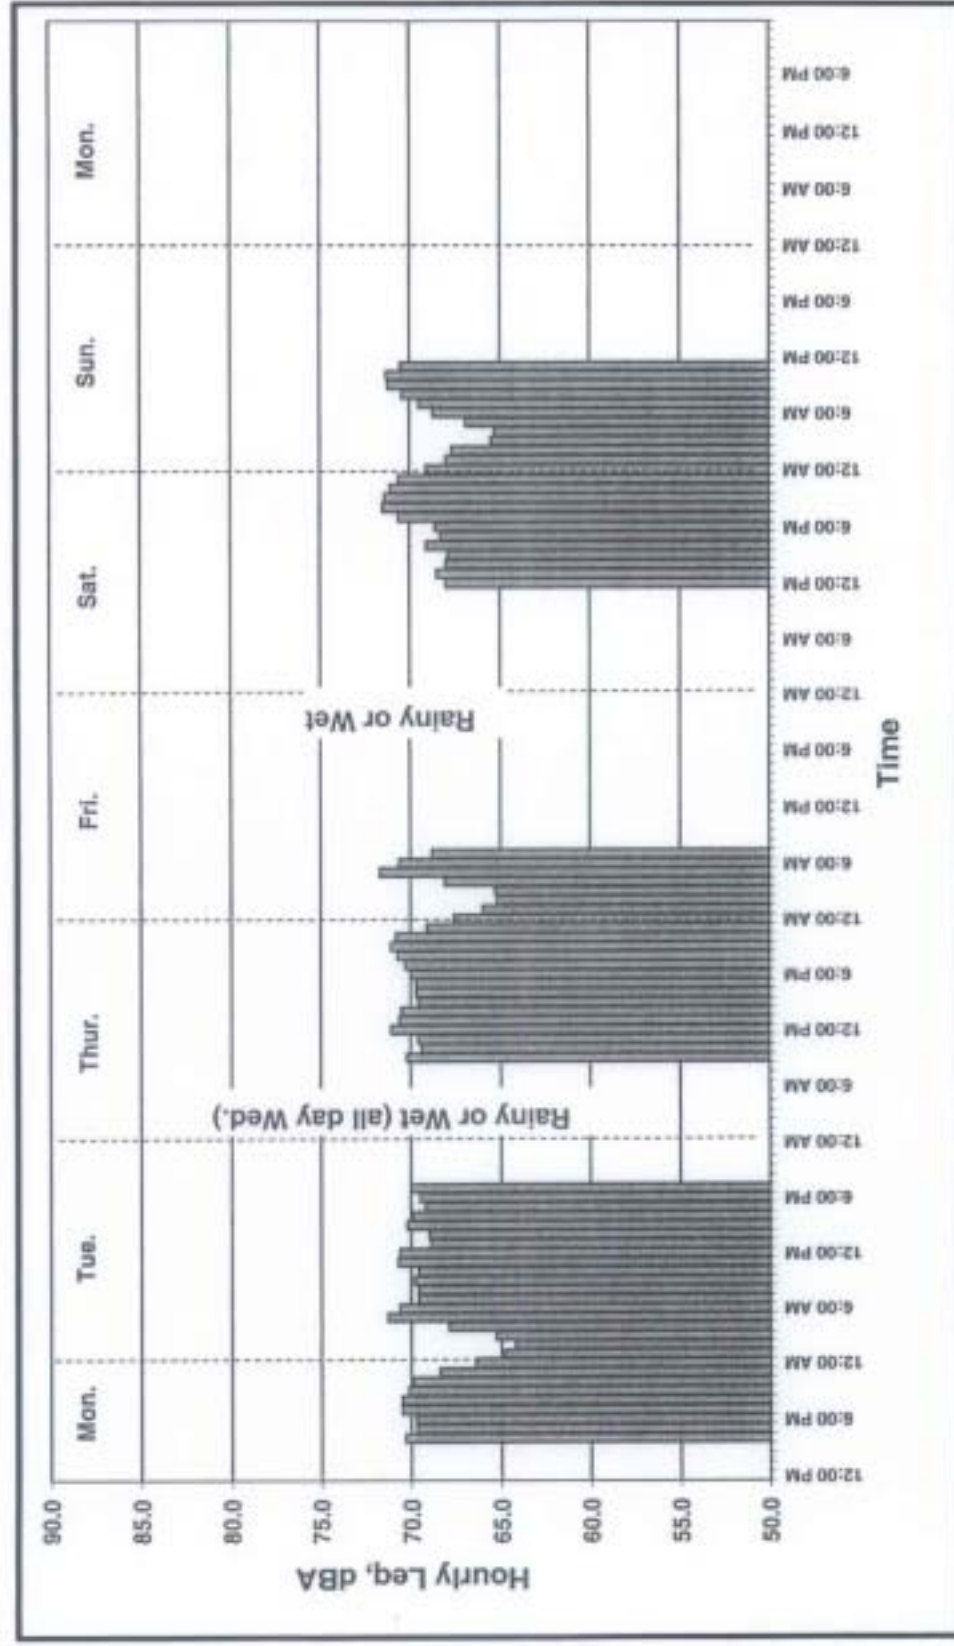 Mon.
Tue.
Thur.
Fri.
Sat.
Sun.
Mon.
90.0
85.0
80.0
75.0
70.0
65.0
60.0
55.0
50.0
Hourly Leq, dBA
Rainy or Wet (all day Wed.)
Rainy or Wet
12:00 PM
6:00 PM
12:00 AM
6:00 AM
12:00 PM
6:00 PM
12:00 AM
6:00 AM
12:00 PM
6:00 PM
12:00 AM
6:00 AM
12:00 PM
6:00 PM
12:00 AM
6:00 AM
12:00 PM
6:00 PM
12:00 AM
6:00 AM
12:00 PM
6:00 PM
12:00 AM
6:00 AM
12:00 PM
6:00 PM
Time